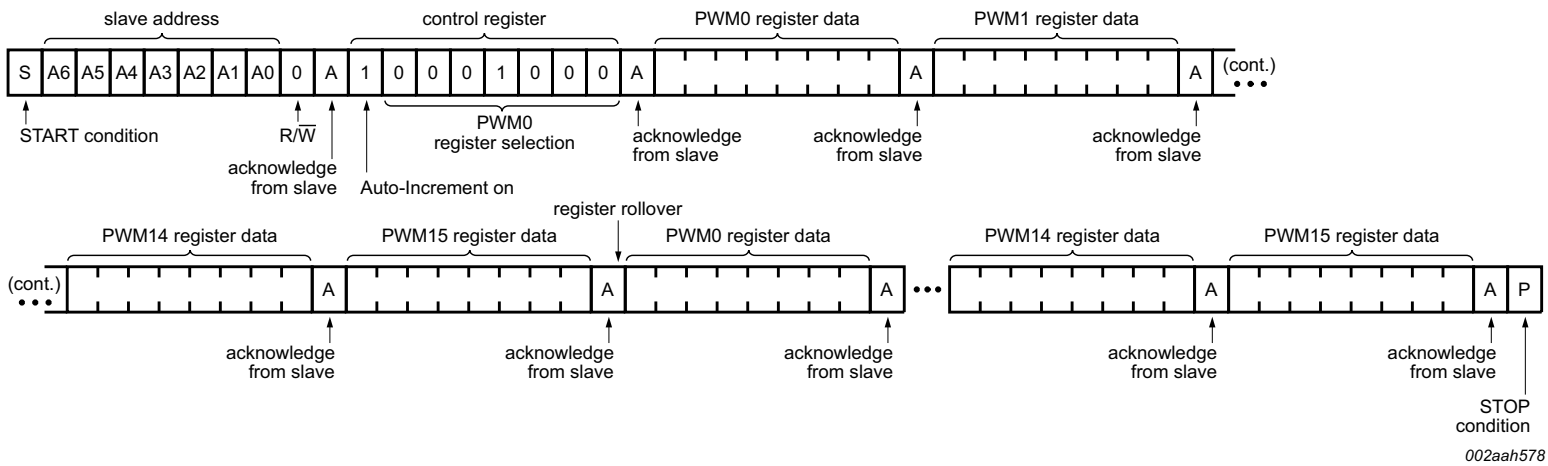 slave address control register PWM0 register data PWM1 register data
S A6 A5 A4 A3 A2 A1 A0 0 A 1 0 0 0 1 0 0 0 A A A (cont.)
START condition R/W̅ PWM0 acknowledge acknowledge acknowledge
register selection from slave from slave from slave
acknowledge
from slave Auto-Increment on
register rollover
PWM14 register data PWM15 register data PWM0 register data PWM14 register data PWM15 register data
(cont.) A A A A A P
acknowledge acknowledge acknowledge acknowledge acknowledge
from slave from slave from slave from slave from slave
STOP
condition
002aah578